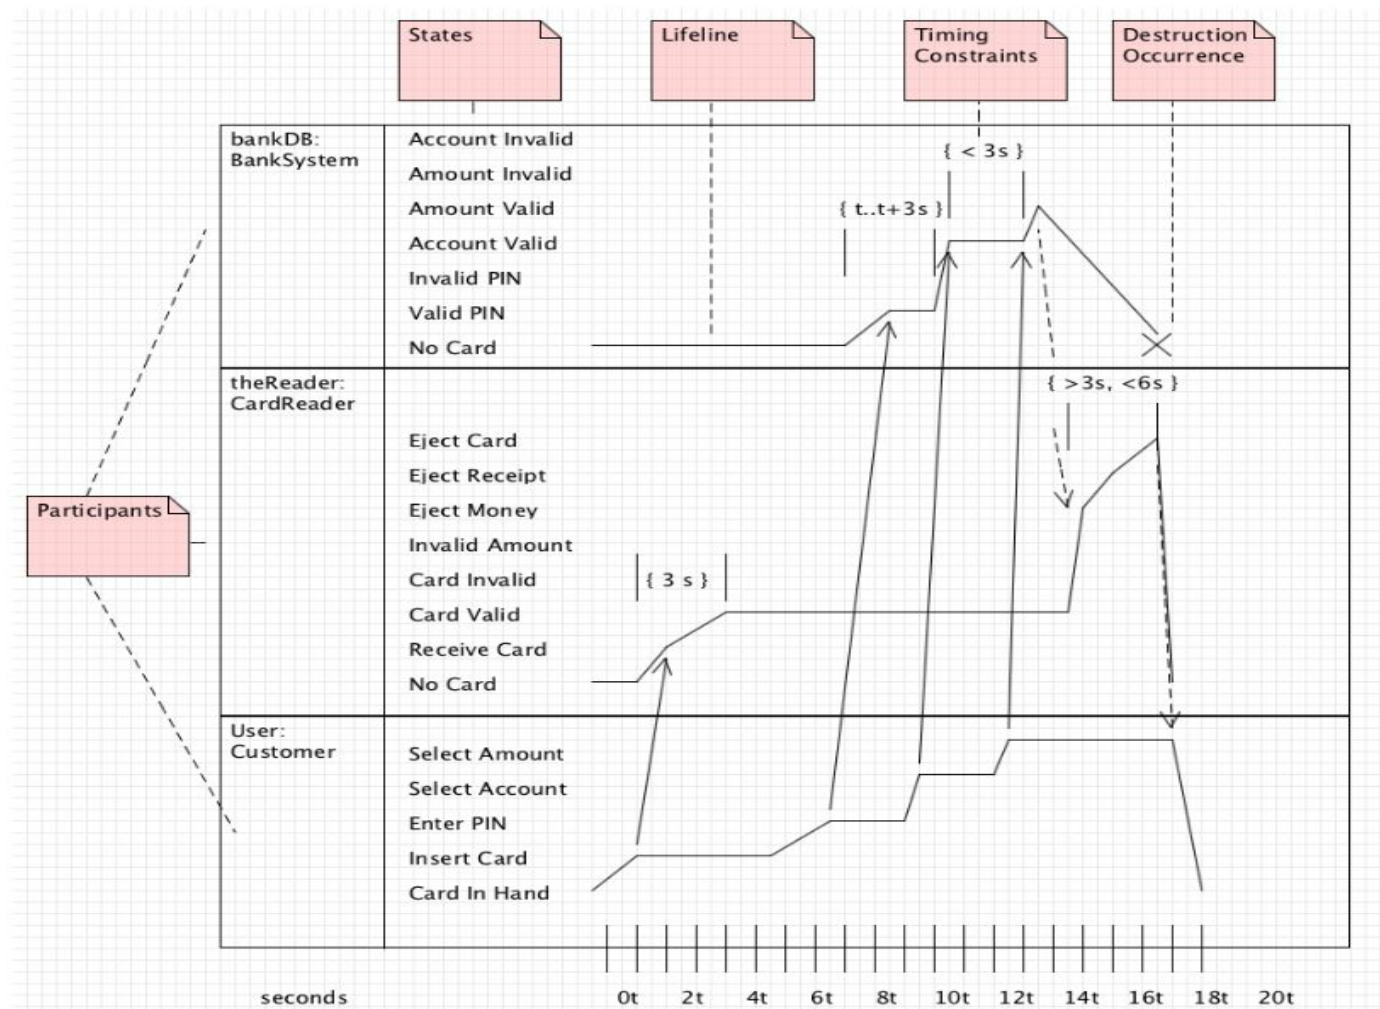 States
Lifeline
Timing
Constraints
Destruction
Occurrence
bankDB:
BankSystem
Account Invalid
Amount Invalid
Amount Valid
Account Valid
Invalid PIN
Valid PIN
No Card
{ < 3s }
{ t..t+3s }
theReader:
CardReader
{ >3s, <6s }
Eject Card
Eject Receipt
Eject Money
Invalid Amount
Card Invalid
Card Valid
Receive Card
No Card
{ 3 s }
Participants
User:
Customer
Select Amount
Select Account
Enter PIN
Insert Card
Card In Hand
seconds
0t 2t 4t 6t 8t 10t 12t 14t 16t 18t 20t